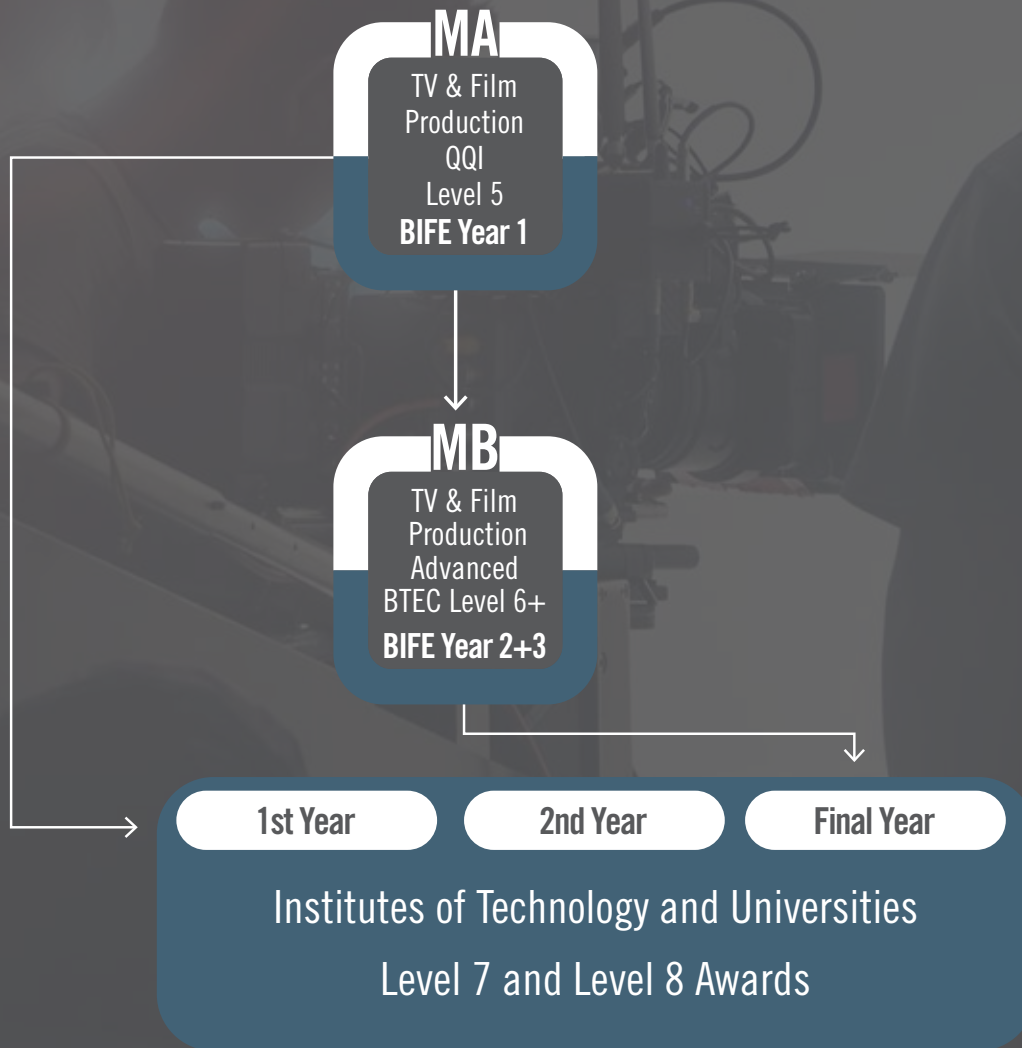 MA
TV & Film
Production
QQI
Level 5
BIFE Year 1
MB
TV & Film
Production
Advanced
BTEC Level 6+
BIFE Year 2+3
1st Year
2nd Year
Final Year
Institutes of Technology and Universities
Level 7 and Level 8 Awards